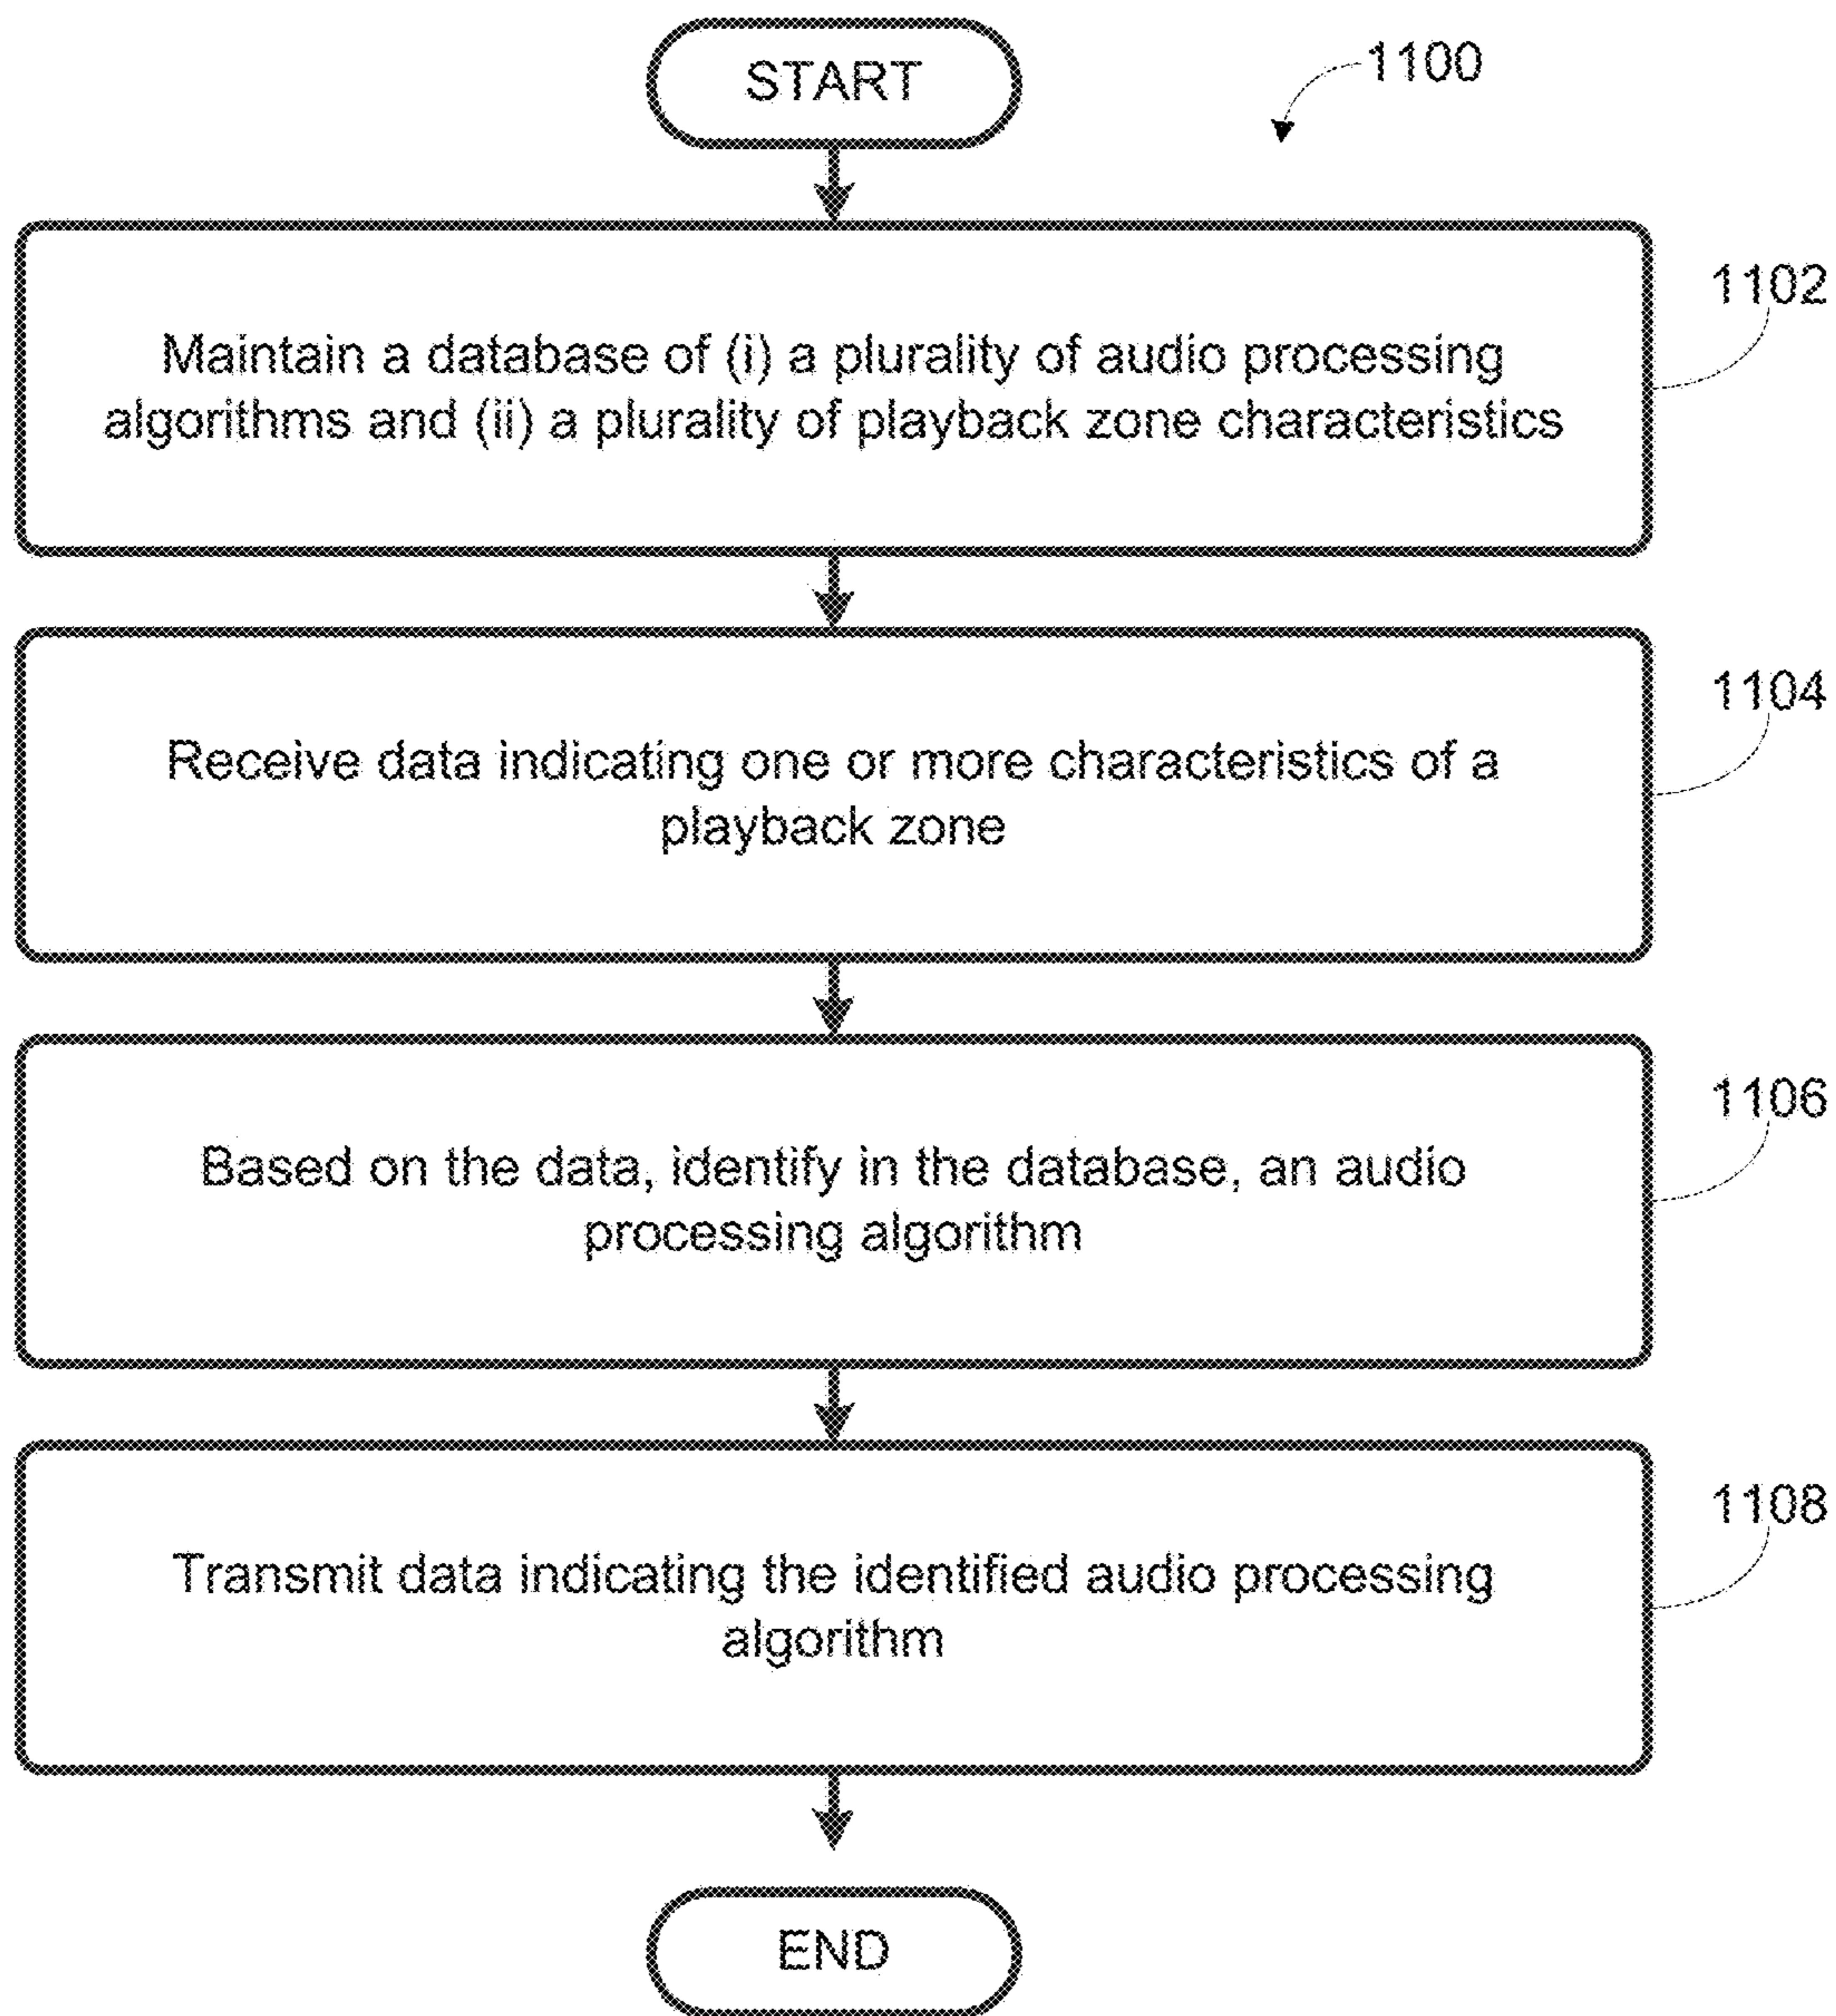 START
1100
1102
Maintain a database of (i) a plurality of audio processing
algorithms and (ii) a plurality of playback zone characteristics
1104
Receive data indicating one or more characteristics of a
playback zone
1106
Based on the data, identify in the database, an audio
processing algorithm
1108
Transmit data indicating the identified audio processing
algorithm
END